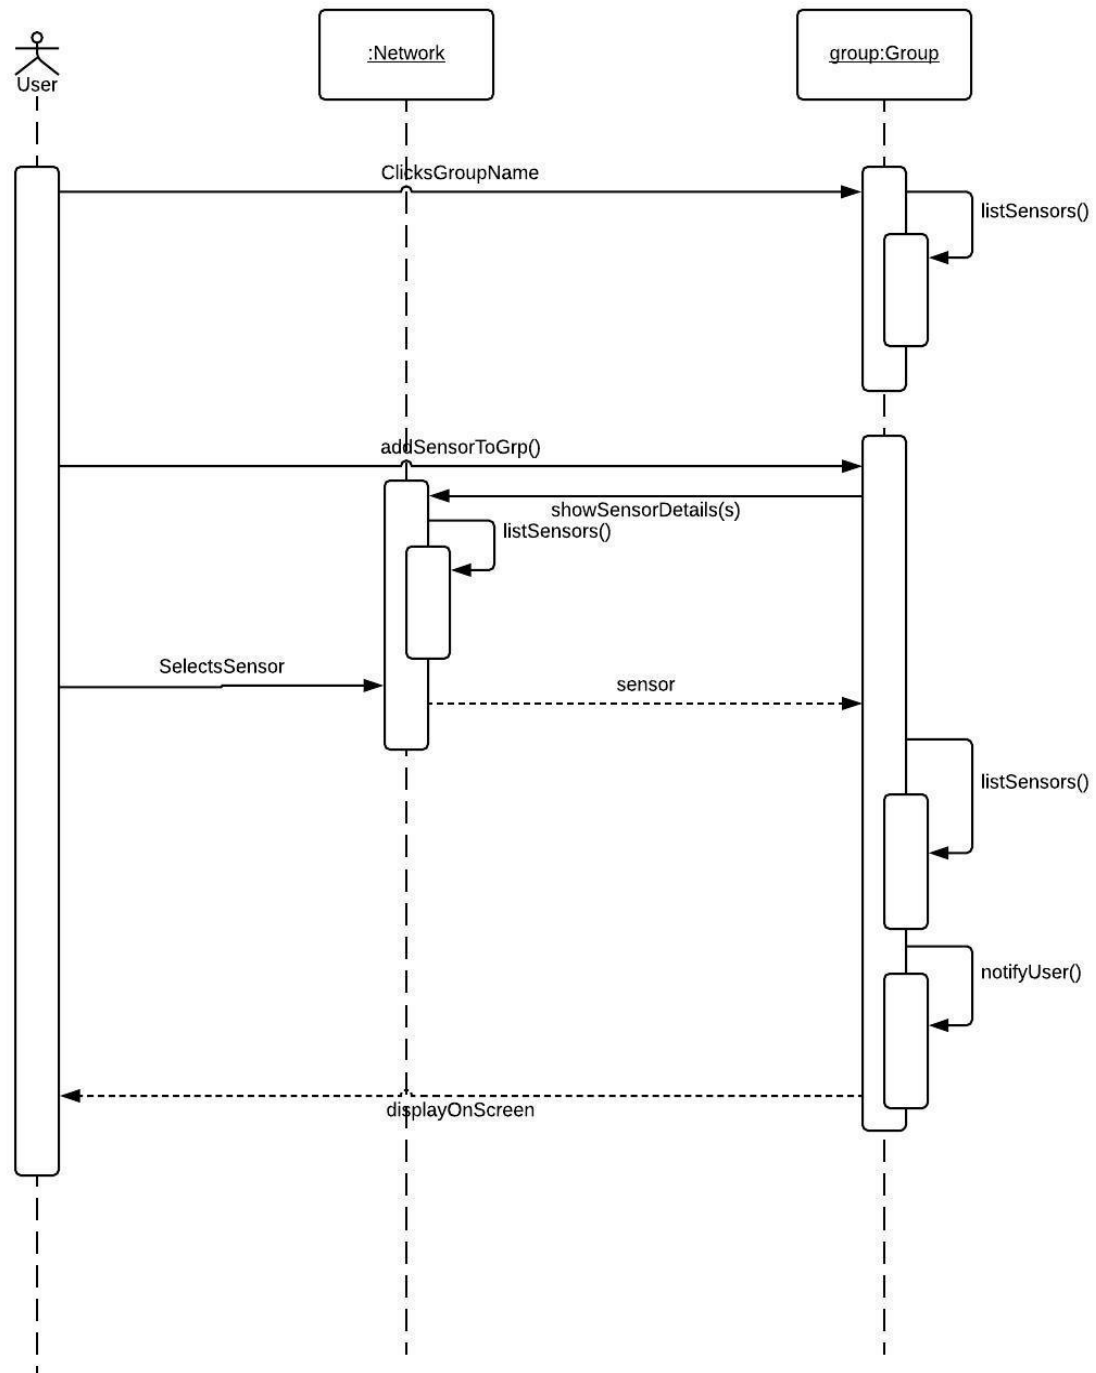 User
:Network
group:Group
ClicksGroupName
listSensors()
addSensorToGrp()
showSensorDetails(s)
listSensors()
SelectsSensor
sensor
listSensors()
notifyUser()
displayOnScreen